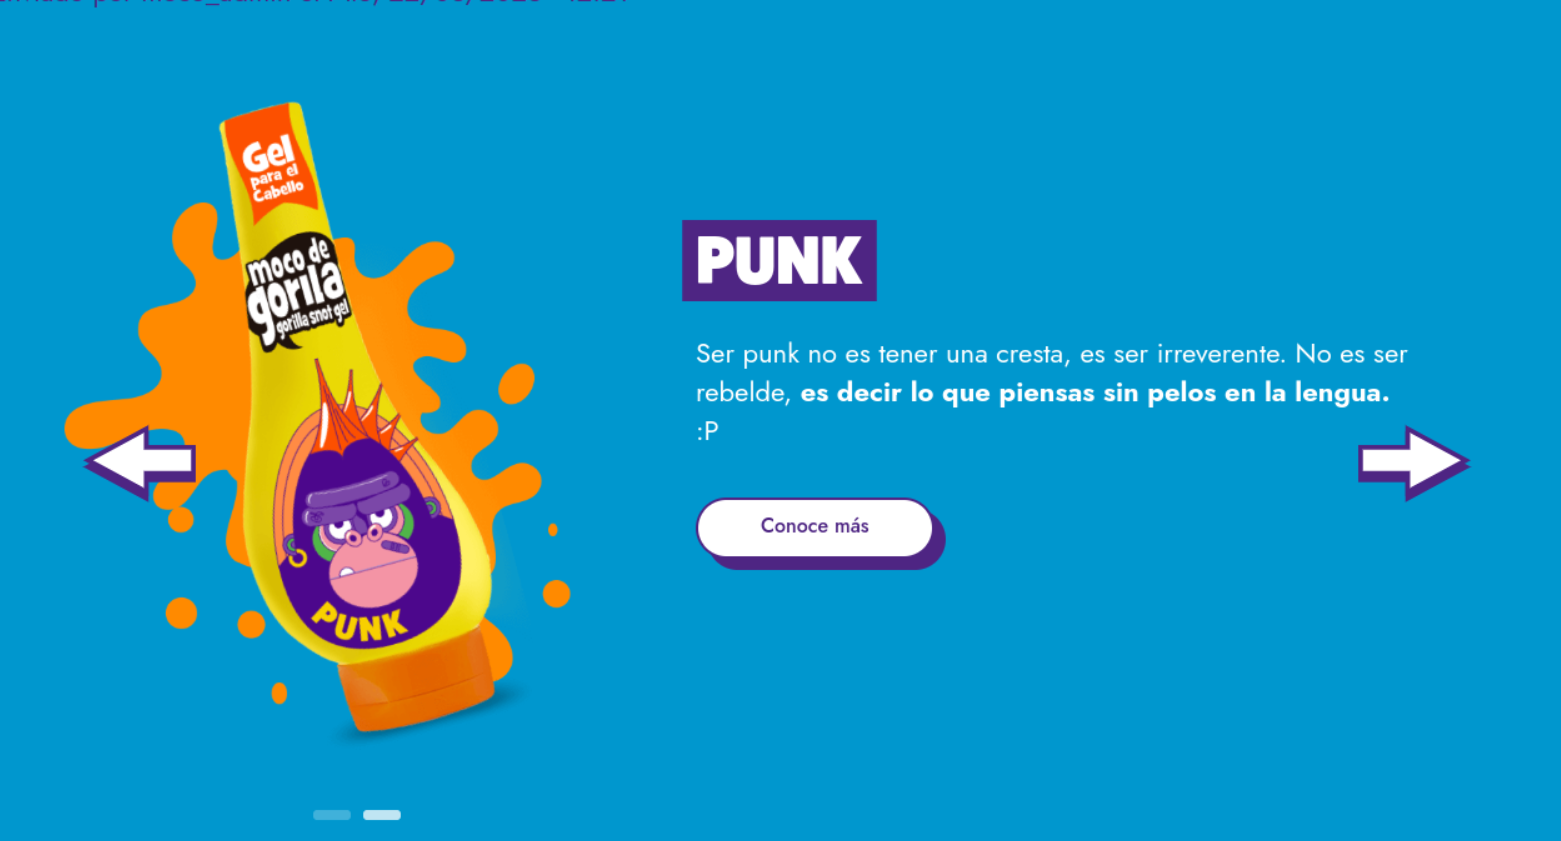 Gel
para el
Cabello
moco de
gorila
gorilla snot gel
PUNK
PUNK
Ser punk no es tener una cresta, es ser irreverente. No es ser
rebelde, es decir lo que piensas sin pelos en la lengua.
:P
Conoce más